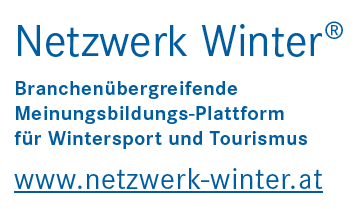 Netzwerk Winter®
Branchenübergreifende
Meinungsbildungs-Plattform
für Wintersport und Tourismus
www.netzwerk-winter.at